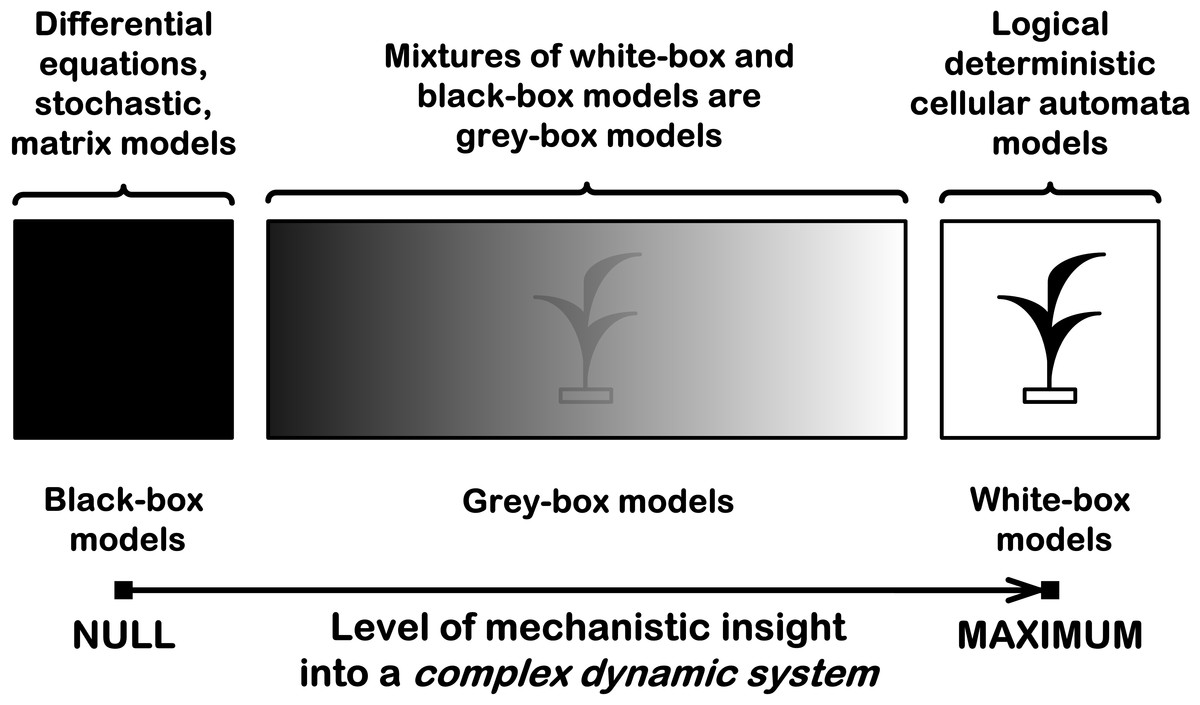 Differential
equations,
stochastic,
matrix models
Mixtures of white-box and
black-box models are
grey-box models
Logical
deterministic
cellular automata
models
Black-box
models
Grey-box models
White-box
models
NULL
Level of mechanistic insight
into a complex dynamic system
MAXIMUM